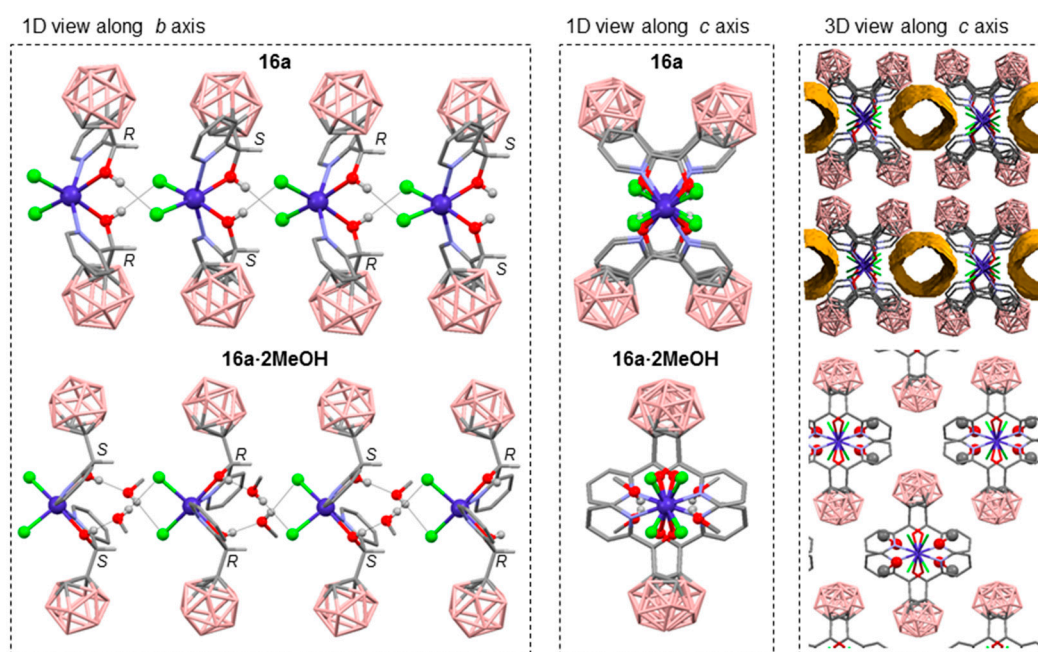 1D view along b axis
1D view along c axis
3D view along c axis
16a
R
S
R
S
R
S
R
S
16a
16a·2MeOH
S
R
S
R
S
R
S
R
16a·2MeOH